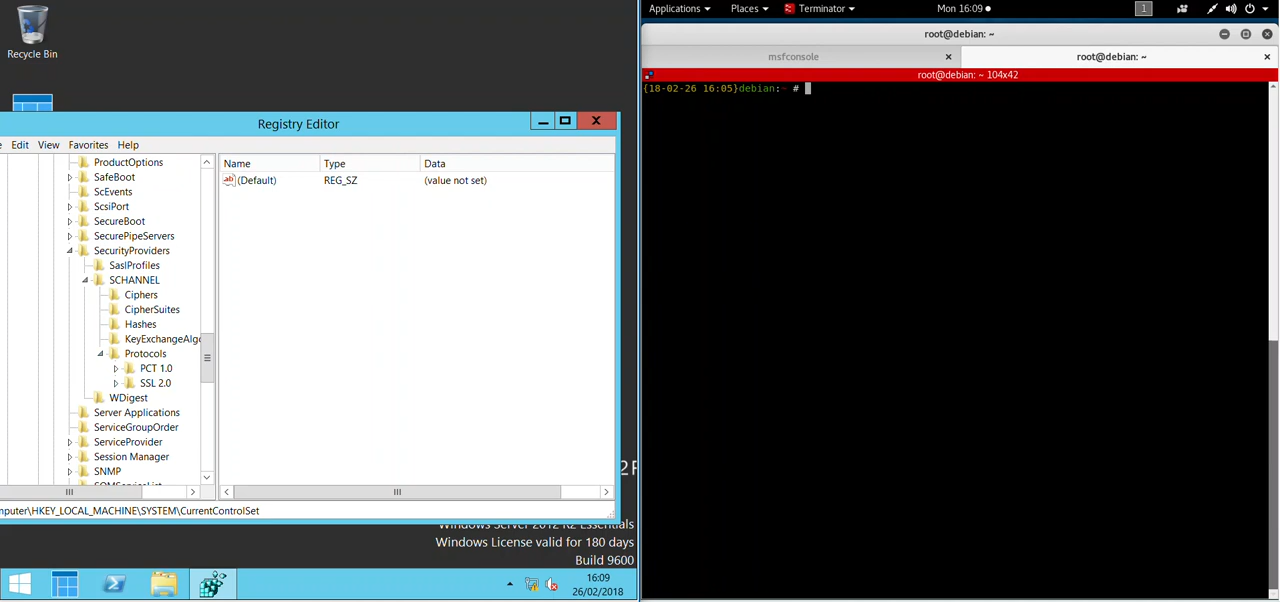 Recycle Bin
Registry Editor
Edit View Favorites Help
ProductOptions
SafeBoot
ScEvents
ScsiPort
SecureBoot
SecurePipeServers
SecurityProviders
SaslProfiles
SCHANNEL
Ciphers
CipherSuites
Hashes
KeyExchangeAlgo
Protocols
PCT 1.0
SSL 2.0
WDigest
Server Applications
ServiceGroupOrder
ServiceProvider
Session Manager
SNMP
Name Type Data
(Default) REG_SZ (value not set)
mputer\HKEY_LOCAL_MACHINE\SYSTEM\CurrentControlSet
2 R
Windows Server 2012 R2 Essentials
Windows License valid for 180 days
Build 9600
16:09
26/02/2018
Applications Places Terminator Mon 16:09 1
root@debian: ~
msfconsole root@debian: ~
root@debian: ~ 104x42
{18-02-26 16:05}debian:~ #